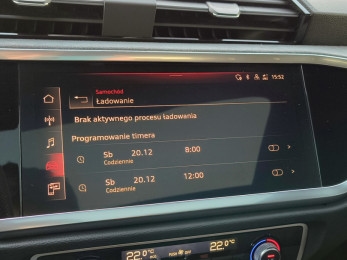 15:52
Samochód
Ładowanie
Brak aktywnego procesu ładowania
Programowanie timera
Sb 20.12 8:00
Codziennie
Sb 20.12 12:00
Codziennie
22.0 °C 22.0 °C